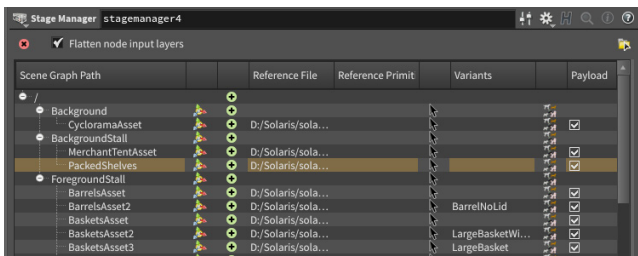 Stage Manager stagemanager4
Flatten node input layers
Scene Graph Path Reference File Reference Primit Variants Payload
/
Background
CycloramaAsset D:/Solaris/sola...
BackgroundStall
MerchantTentAsset D:/Solaris/sola...
PackedShelves D:/Solaris/sola...
ForegroundStall
BarrelsAsset D:/Solaris/sola...
BarrelsAsset2 D:/Solaris/sola... BarrelNoLid
BasketsAsset D:/Solaris/sola...
BasketsAsset2 D:/Solaris/sola... LargeBasketWi...
BasketsAsset3 D:/Solaris/sola... LargeBasket